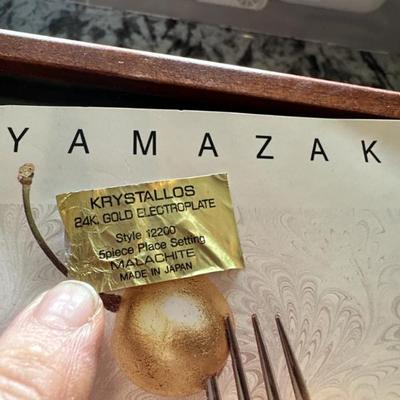 YAMAZAK
KRYSTALLOS
24K. GOLD ELECTROPLATE
Style 12200
5piece Place Setting
MALACHITE
MADE IN JAPAN